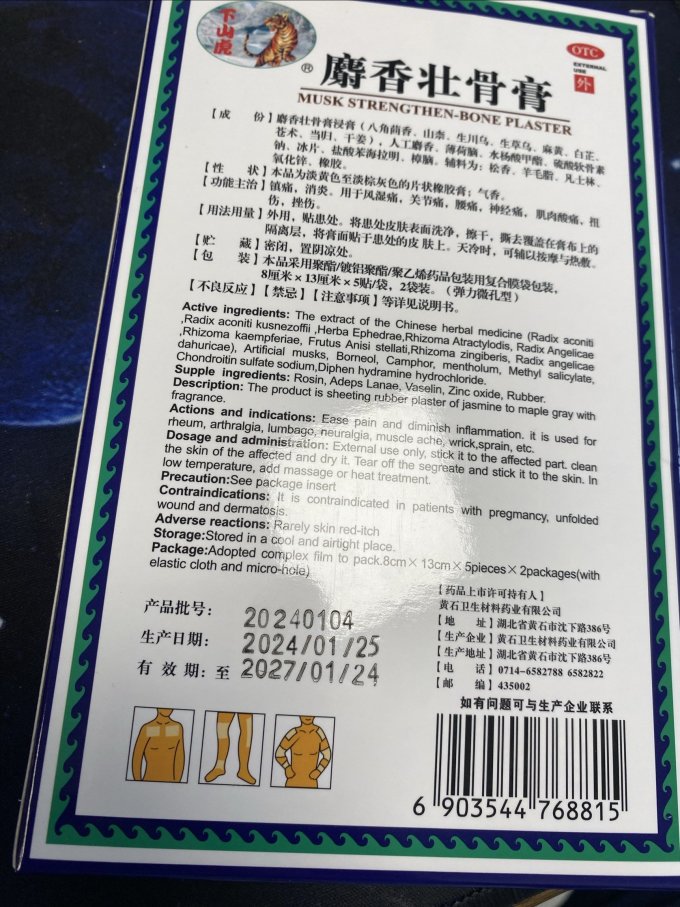 下山虎
®
麝香壮骨膏
MUSK STRENGTHEN-BONE PLASTER
OTC
EXTERNAL
USE
外
【成 份】麝香壮骨膏浸膏（八角茴香、山柰、生川乌、生草乌、麻黄、白芷、
苍术、当归、干姜），人工麝香、薄荷脑、水杨酸甲酯、硫酸软骨素
钠、冰片、盐酸苯海拉明、樟脑。辅料为：松香、羊毛脂、凡士林、
氧化锌、橡胶。
【性 状】本品为淡黄色至淡棕灰色的片状橡胶膏；气香。
【功能主治】镇痛，消炎。用于风湿痛，关节痛，腰痛，神经痛，肌肉酸痛，扭
伤，挫伤。
【用法用量】外用，贴患处。将患处皮肤表面洗净，擦干，撕去覆盖在膏布上的
隔离层，将膏面贴于患处的皮肤上。天冷时，可辅以按摩与热敷。
【贮 藏】密闭，置阴凉处。
【包 装】本品采用聚酯/镀铝聚酯/聚乙烯药品包装用复合膜袋包装，
8厘米×13厘米×5贴/袋，2袋装。（弹力微孔型）
【不良反应】【禁忌】【注意事项】等详见说明书。
Active ingredients: The extract of the Chinese herbal medicine (Radix aconiti
,Radix aconiti kusnezoffii ,Herba Ephedrae,Rhizoma Atractylodis, Radix Angelicae
,Rhizoma kaempferiae, Frutus Anisi stellati,Rhizoma zingiberis, Radix angelicae
dahuricae), Artificial musks, Borneol, Camphor, mentholum, Methyl salicylate,
Chondroitin sulfate sodium,Diphen hydramine hydrochloride.
Supple ingredients: Rosin, Adeps Lanae, Vaselin, Zinc oxide, Rubber.
Description: The product is sheeting rubber plaster of jasmine to maple gray with
fragrance.
Actions and indications: Ease pain and diminish inflammation. it is used for
rheum, arthralgia, lumbago, neuralgia, muscle ache, wrick,sprain, etc.
Dosage and administration: External use only, stick it to the affected part. clean
the skin of the affected and dry it. Tear off the segreate and stick it to the skin. In
low temperature, add massage or heat treatment.
Precaution:See package insert
Contraindications: It is contraindicated in patients with pregmancy, unfolded
wound and dermatosis.
Adverse reactions: Rarely skin red-itch
Storage:Stored in a cool and airtight place.
Package:Adopted complex film to pack.8cm×13cm×5pieces×2packages(with
elastic cloth and micro-hole)
产品批号：20240104
生产日期：2024/01/25
有 效 期：至 2027/01/24
【药品上市许可持有人】
黄石卫生材料药业有限公司
【地 址】湖北省黄石市沈下路386号
【生产企业】黄石卫生材料药业有限公司
【生产地址】湖北省黄石市沈下路386号
【电 话】0714-6582788 6582822
【邮 编】435002
如有问题可与生产企业联系
6 903544 768815